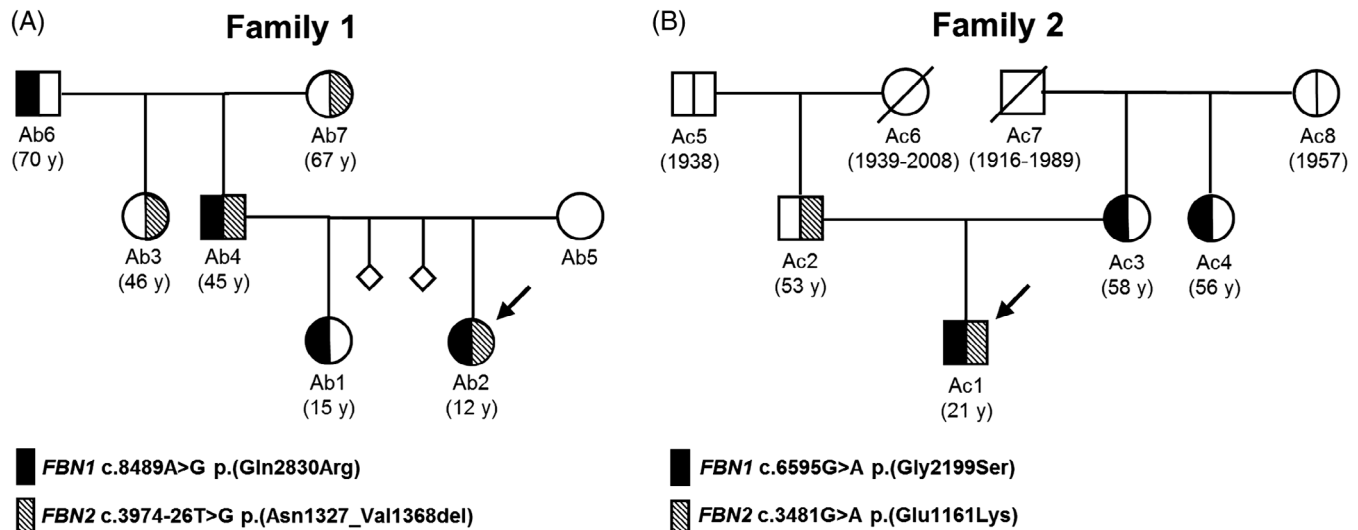 (A) Family 1
Ab6
(70 y)
Ab7
(67 y)
Ab3
(46 y)
Ab4
(45 y)
Ab5
Ab1
(15 y)
Ab2
(12 y)
FBN1 c.8489A>G p.(Gln2830Arg)
FBN2 c.3974-26T>G p.(Asn1327_Val1368del)
(B) Family 2
Ac5
(1938)
Ac6
(1939-2008)
Ac7
(1916-1989)
Ac8
(1957)
Ac2
(53 y)
Ac3
(58 y)
Ac4
(56 y)
Ac1
(21 y)
FBN1 c.6595G>A p.(Gly2199Ser)
FBN2 c.3481G>A p.(Glu1161Lys)